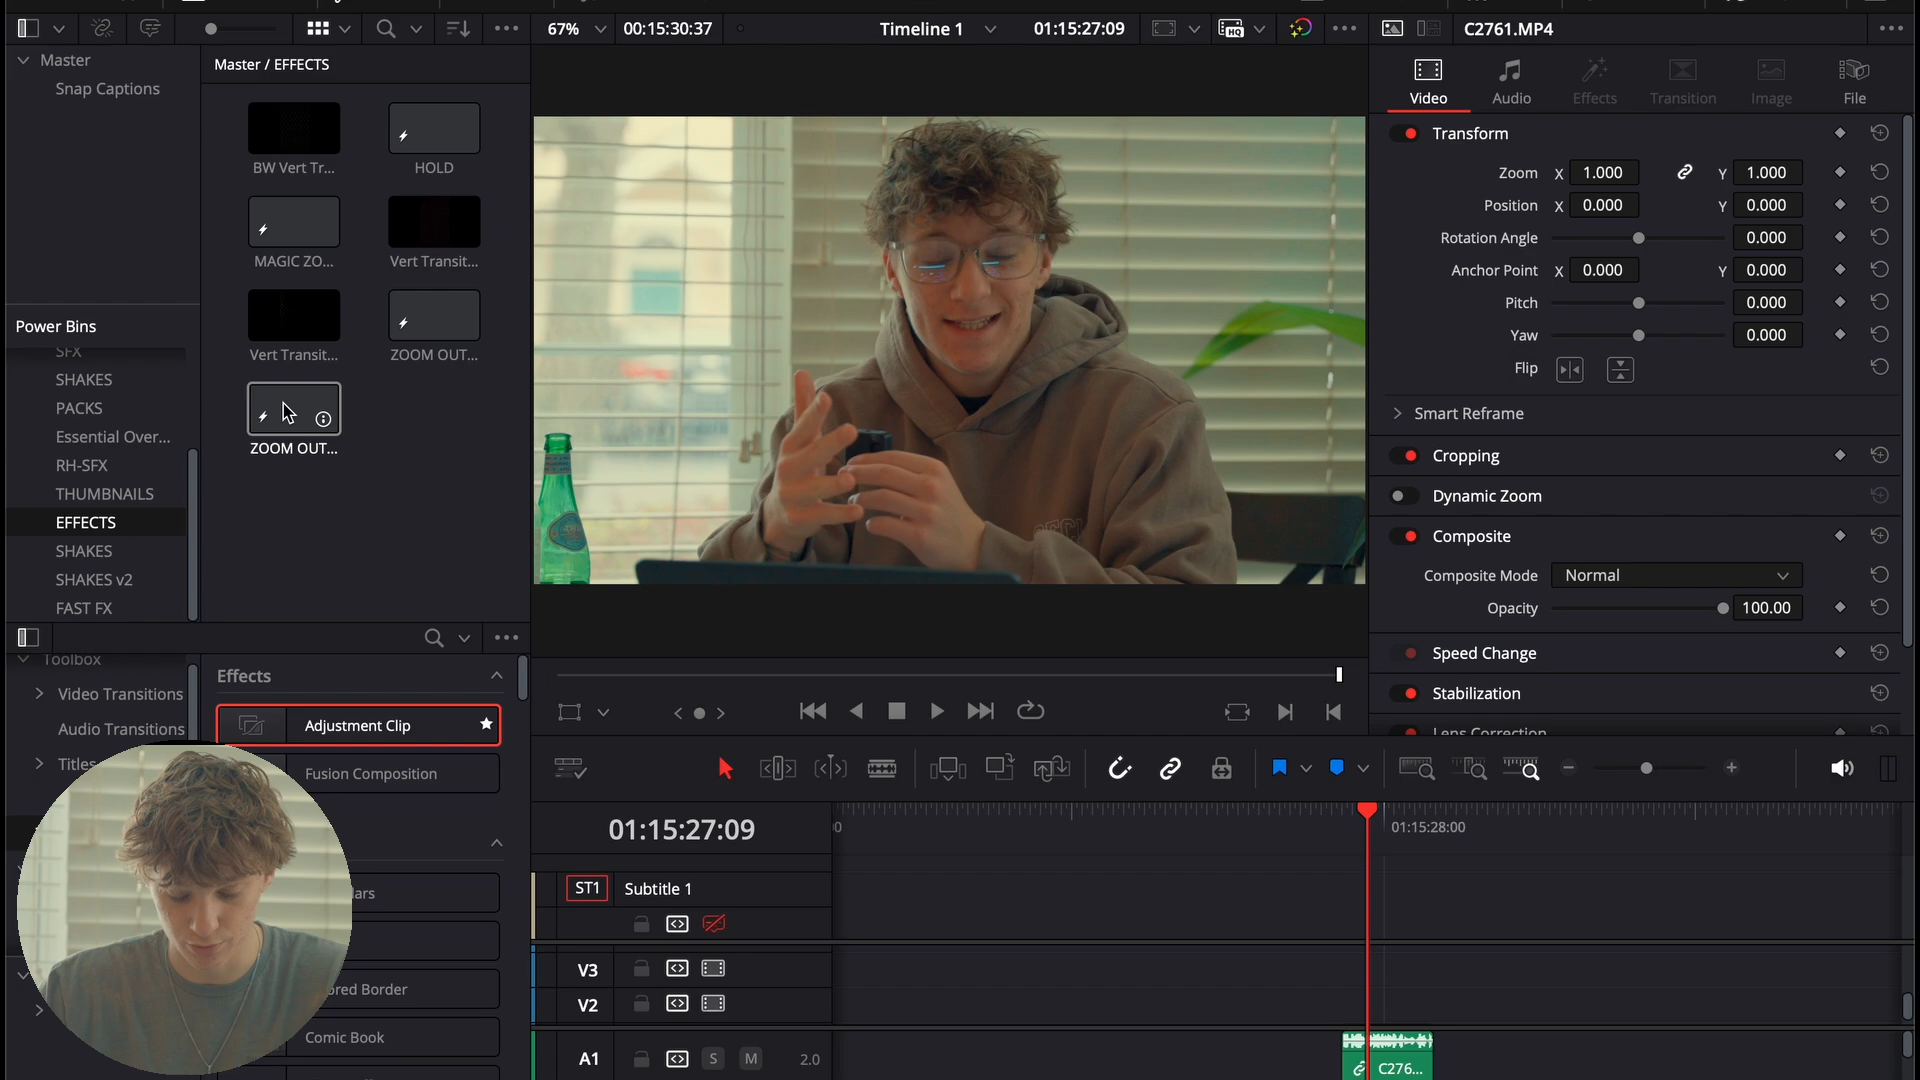 67%
00:15:30:37
Timeline 1
01:15:27:09
C2761.MP4
Master
Snap Captions
Master / EFFECTS
BW Vert Tr...
HOLD
MAGIC ZO...
Vert Transit...
Vert Transit...
ZOOM OUT...
ZOOM OUT...
Power Bins
SFX
SHAKES
PACKS
Essential Over...
RH-SFX
THUMBNAILS
EFFECTS
SHAKES
SHAKES v2
FAST FX
Video
Audio
Effects
Transition
Image
File
Transform
Zoom X 1.000 Y 1.000
Position X 0.000 Y 0.000
Rotation Angle 0.000
Anchor Point X 0.000 Y 0.000
Pitch 0.000
Yaw 0.000
Flip
Smart Reframe
Cropping
Dynamic Zoom
Composite
Composite Mode Normal
Opacity 100.00
Speed Change
Stabilization
Lens Correction
Toolbox
Video Transitions
Audio Transitions
Titles
Effects
Adjustment Clip
Fusion Composition
Comic Book
01:15:27:09
01:15:28:00
ST1 Subtitle 1
V3
V2
A1 S M 2.0
C276...